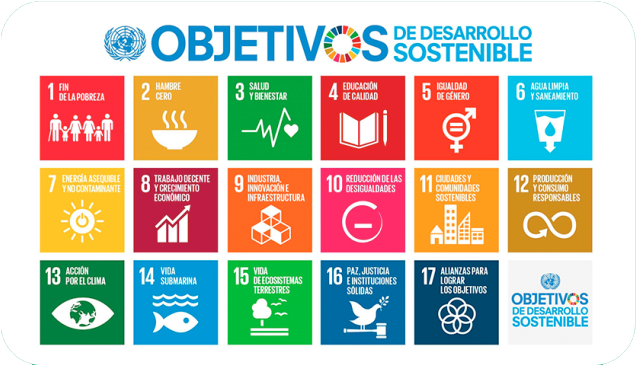 OBJETIVOS
DE DESARROLLO
SOSTENIBLE
1 FIN
DE LA POBREZA
2 HAMBRE
CERO
3 SALUD
Y BIENESTAR
4 EDUCACIÓN
DE CALIDAD
5 IGUALDAD
DE GÉNERO
6 AGUA LIMPIA
Y SANEAMIENTO
7 ENERGÍA ASEQUIBLE
Y NO CONTAMINANTE
8 TRABAJO DECENTE
Y CRECIMIENTO
ECONÓMICO
9 INDUSTRIA,
INNOVACIÓN E
INFRAESTRUCTURA
10 REDUCCIÓN DE LAS
DESIGUALDADES
11 CIUDADES Y
COMUNIDADES
SOSTENIBLES
12 PRODUCCIÓN
Y CONSUMO
RESPONSABLES
13 ACCIÓN
POR EL CLIMA
14 VIDA
SUBMARINA
15 VIDA
DE ECOSISTEMAS
TERRESTRES
16 PAZ, JUSTICIA
E INSTITUCIONES
SÓLIDAS
17 ALIANZAS PARA
LOGRAR
LOS OBJETIVOS
OBJETIVOS
DE DESARROLLO
SOSTENIBLE